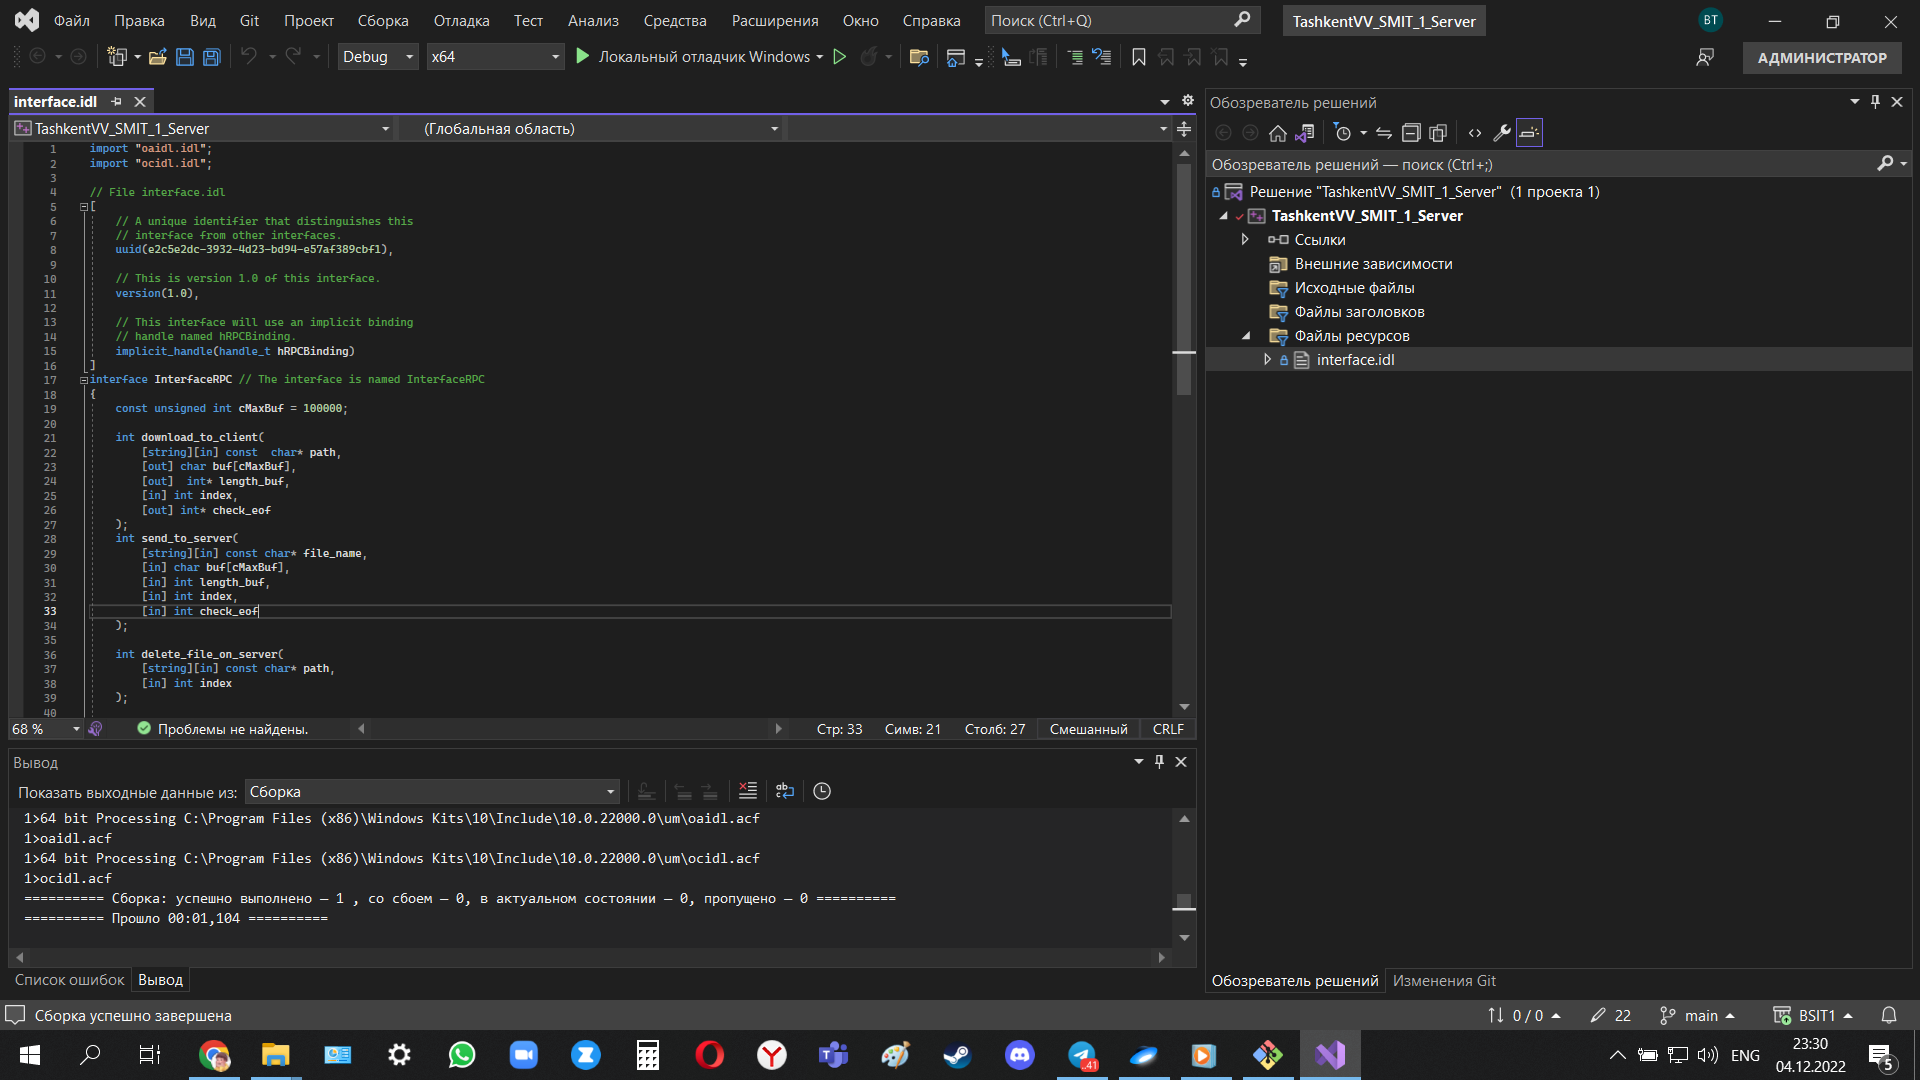 Файл Правка Вид Git Проект Сборка Отладка Тест Анализ Средства Расширения Окно Справка Поиск (Ctrl+Q) TashkentVV_SMIT_1_Server ВТ
Debug x64 Локальный отладчик Windows АДМИНИСТРАТОР
interface.idl
TashkentVV_SMIT_1_Server (Глобальная область)
1 import "oaidl.idl";
2 import "ocidl.idl";
3
4 // File interface.idl
5 [
6 // A unique identifier that distinguishes this
7 // interface from other interfaces.
8 uuid(e2c5e2dc-3932-4d23-bd94-e57af389cbf1),
9
10 // This is version 1.0 of this interface.
11 version(1.0),
12
13 // This interface will use an implicit binding
14 // handle named hRPCBinding.
15 implicit_handle(handle_t hRPCBinding)
16 ]
17 interface InterfaceRPC // The interface is named InterfaceRPC
18 {
19 const unsigned int cMaxBuf = 100000;
20
21 int download_to_client(
22 [string][in] const char* path,
23 [out] char buf[cMaxBuf],
24 [out] int* length_buf,
25 [in] int index,
26 [out] int* check_eof
27 );
28 int send_to_server(
29 [string][in] const char* file_name,
30 [in] char buf[cMaxBuf],
31 [in] int length_buf,
32 [in] int index,
33 [in] int check_eof
34 );
35
36 int delete_file_on_server(
37 [string][in] const char* path,
38 [in] int index
39 );
40
68 % Проблемы не найдены. Стр: 33 Симв: 21 Столб: 27 Смешанный CRLF
Вывод
Показать выходные данные из: Сборка
1>64 bit Processing C:\Program Files (x86)\Windows Kits\10\Include\10.0.22000.0\um\oaidl.acf
1>oaidl.acf
1>64 bit Processing C:\Program Files (x86)\Windows Kits\10\Include\10.0.22000.0\um\ocidl.acf
1>ocidl.acf
========== Сборка: успешно выполнено — 1 , со сбоем — 0, в актуальном состоянии — 0, пропущено — 0 ==========
========== Прошло 00:01,104 ==========
Список ошибок Вывод
Обозреватель решений
Обозреватель решений — поиск (Ctrl+;)
Решение "TashkentVV_SMIT_1_Server" (1 проекта 1)
TashkentVV_SMIT_1_Server
Ссылки
Внешние зависимости
Исходные файлы
Файлы заголовков
Файлы ресурсов
interface.idl
Обозреватель решений Изменения Git
Сборка успешно завершена 0 / 0 22 main BSIT1
41 ENG 23:30
04.12.2022 5